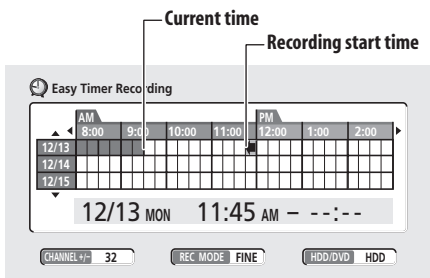 Current time
Recording start time
Easy Timer Recording
AM PM
8:00 9:00 10:00 11:00 12:00 1:00 2:00
12/13
12/14
12/15
12/13 MON 11:45 AM – --:--
CHANNEL +/– 32 REC MODE FINE HDD/DVD HDD